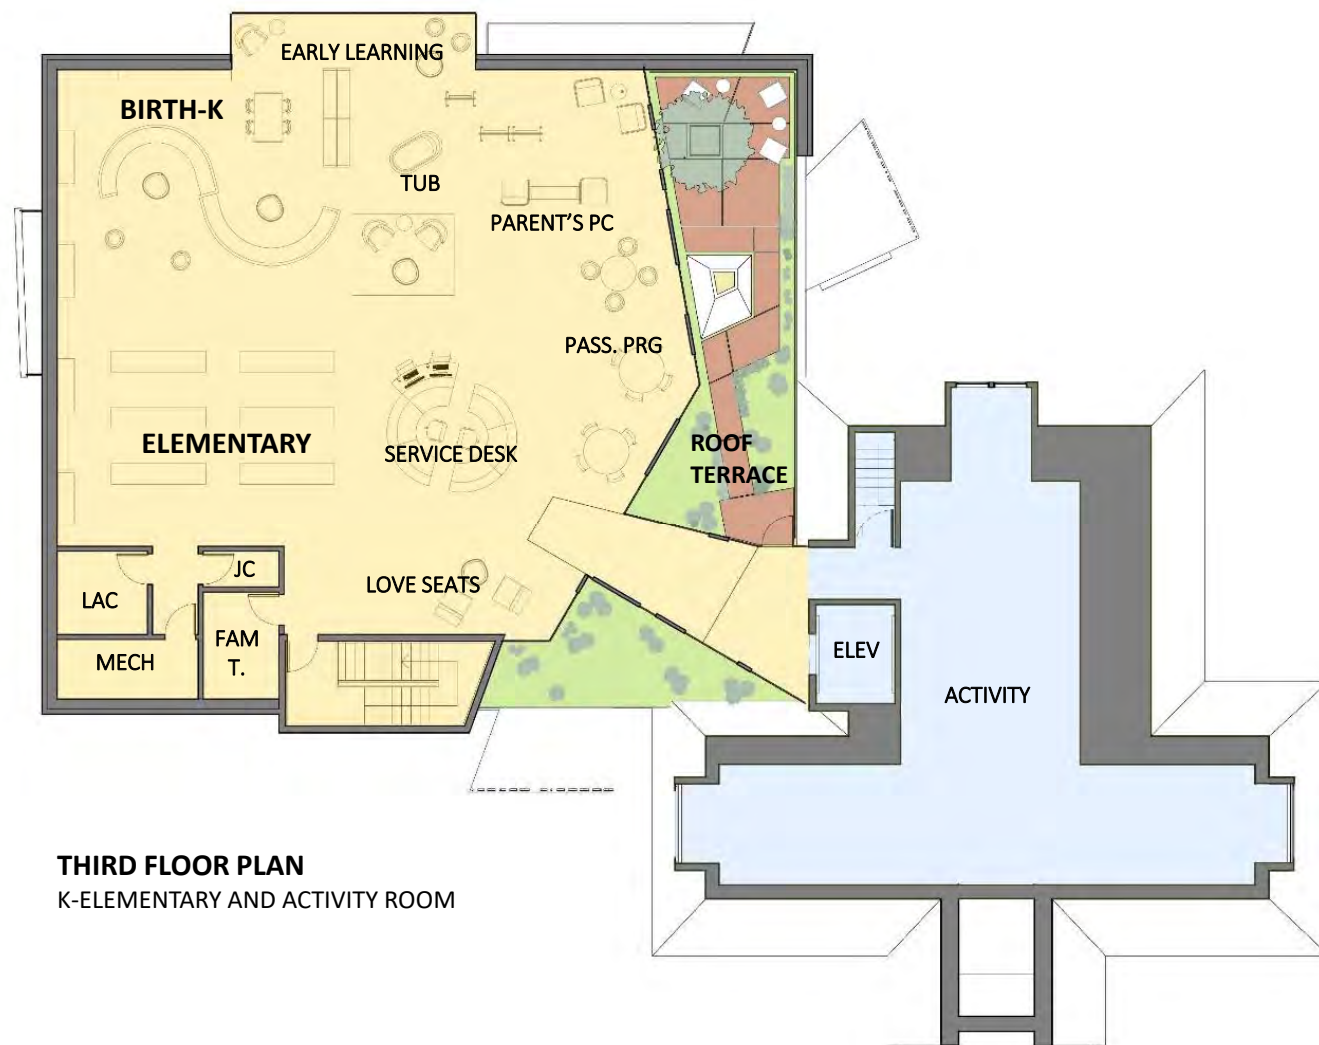 EARLY LEARNING
BIRTH-K
TUB
PARENT'S PC
PASS. PRG
ELEMENTARY
SERVICE DESK
ROOF
TERRACE
LOVE SEATS
JC
LAC
FAM
T.
MECH
ELEV
ACTIVITY
THIRD FLOOR PLAN
K-ELEMENTARY AND ACTIVITY ROOM